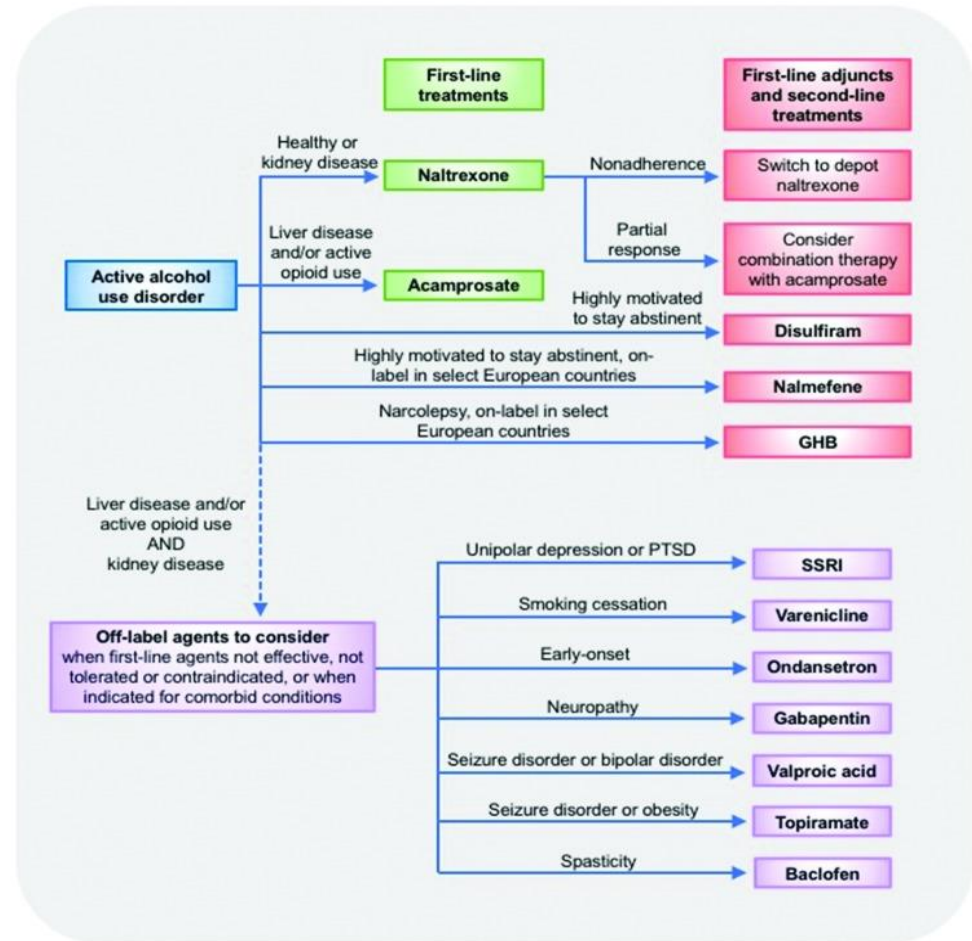 First-line
treatments
First-line adjuncts
and second-line
treatments
Healthy or
kidney disease
Naltrexone
Nonadherence
Switch to depot
naltrexone
Liver disease
and/or active
opioid use
Partial
response
Consider
combination therapy
with acamprosate
Active alcohol
use disorder
Acamprosate
Highly motivated
to stay abstinent
Disulfiram
Highly motivated to stay abstinent, on-
label in select European countries
Nalmefene
Narcolepsy, on-label in select
European countries
GHB
Liver disease and/or
active opioid use
AND
kidney disease
Off-label agents to consider
when first-line agents not effective, not
tolerated or contraindicated, or when
indicated for comorbid conditions
Unipolar depression or PTSD
SSRI
Smoking cessation
Varenicline
Early-onset
Ondansetron
Neuropathy
Gabapentin
Seizure disorder or bipolar disorder
Valproic acid
Seizure disorder or obesity
Topiramate
Spasticity
Baclofen